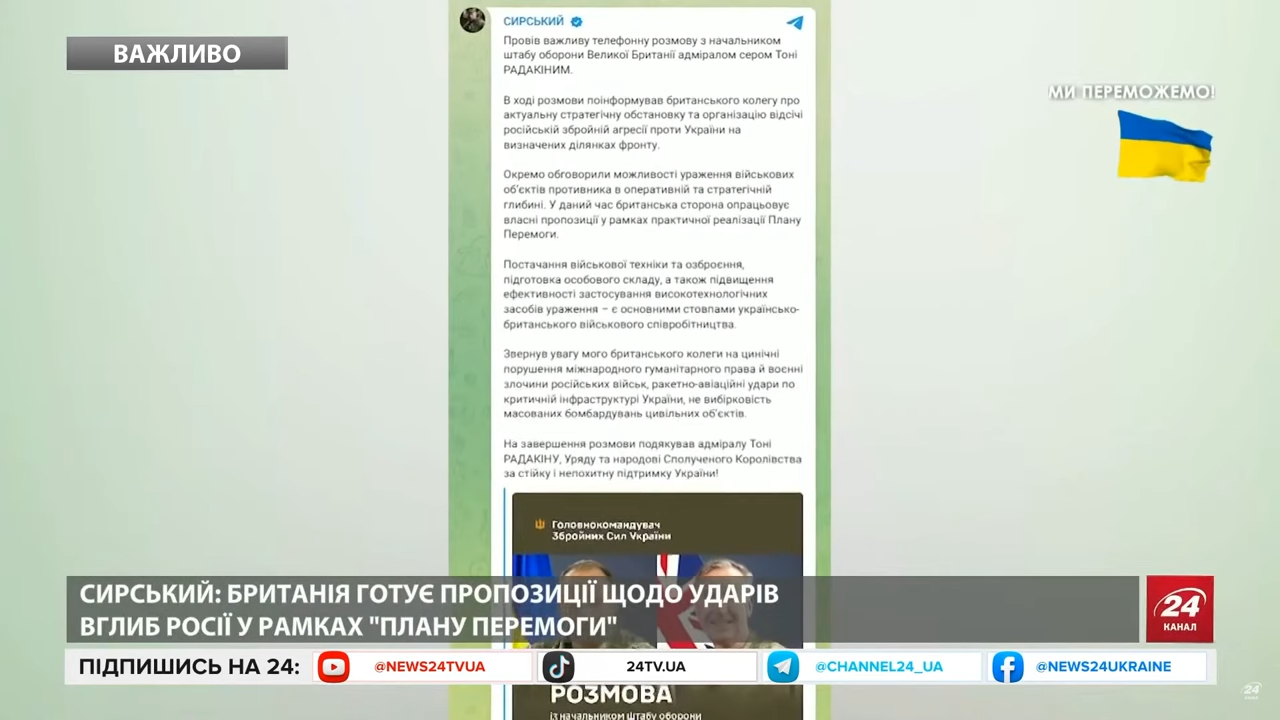 ВАЖЛИВО
СИРСЬКИЙ
Провів важливу телефонну розмову з начальником
штабу оборони Великої Британії адміралом сером Тоні
РАДАКІНИМ.
В ході розмови поінформував британського колегу про
актуальну стратегічну обстановку та організацію відсічі
російській збройній агресії проти України на
визначених ділянках фронту.
Окремо обговорили можливості ураження військових
об'єктів противника в оперативній та стратегічній
глибині. У даний час британська сторона опрацьовує
власні пропозиції у рамках практичної реалізації Плану
Перемоги.
Постачання військової техніки та озброєння,
підготовка особового складу, а також підвищення
ефективності застосування високотехнологічних
засобів ураження – є основними стовпами українсько-
британського військового співробітництва.
Звернув увагу мого британського колеги на цинічні
порушення міжнародного гуманітарного права й воєнні
злочини російських військ, ракетно-авіаційні удари по
критичній інфраструктурі України, не вибірковість
масованих бомбардувань цивільних об'єктів.
На завершення розмови подякував адміралу Тоні
РАДАКІНУ, Уряду та народові Сполученого Королівства
за стійку і непохитну підтримку України!
Головнокомандувач
Збройних Сил України
МИ ПЕРЕМОЖЕМО!
СИРСЬКИЙ: БРИТАНІЯ ГОТУЄ ПРОПОЗИЦІЇ ЩОДО УДАРІВ
ВГЛИБ РОСІЇ У РАМКАХ "ПЛАНУ ПЕРЕМОГИ"
24
КАНАЛ
ПІДПИШИСЬ НА 24: @NEWS24TVUA 24TV.UA @CHANNEL24_UA @NEWS24UKRAINE
РОЗМОВА
із начальником штабу оборони
24